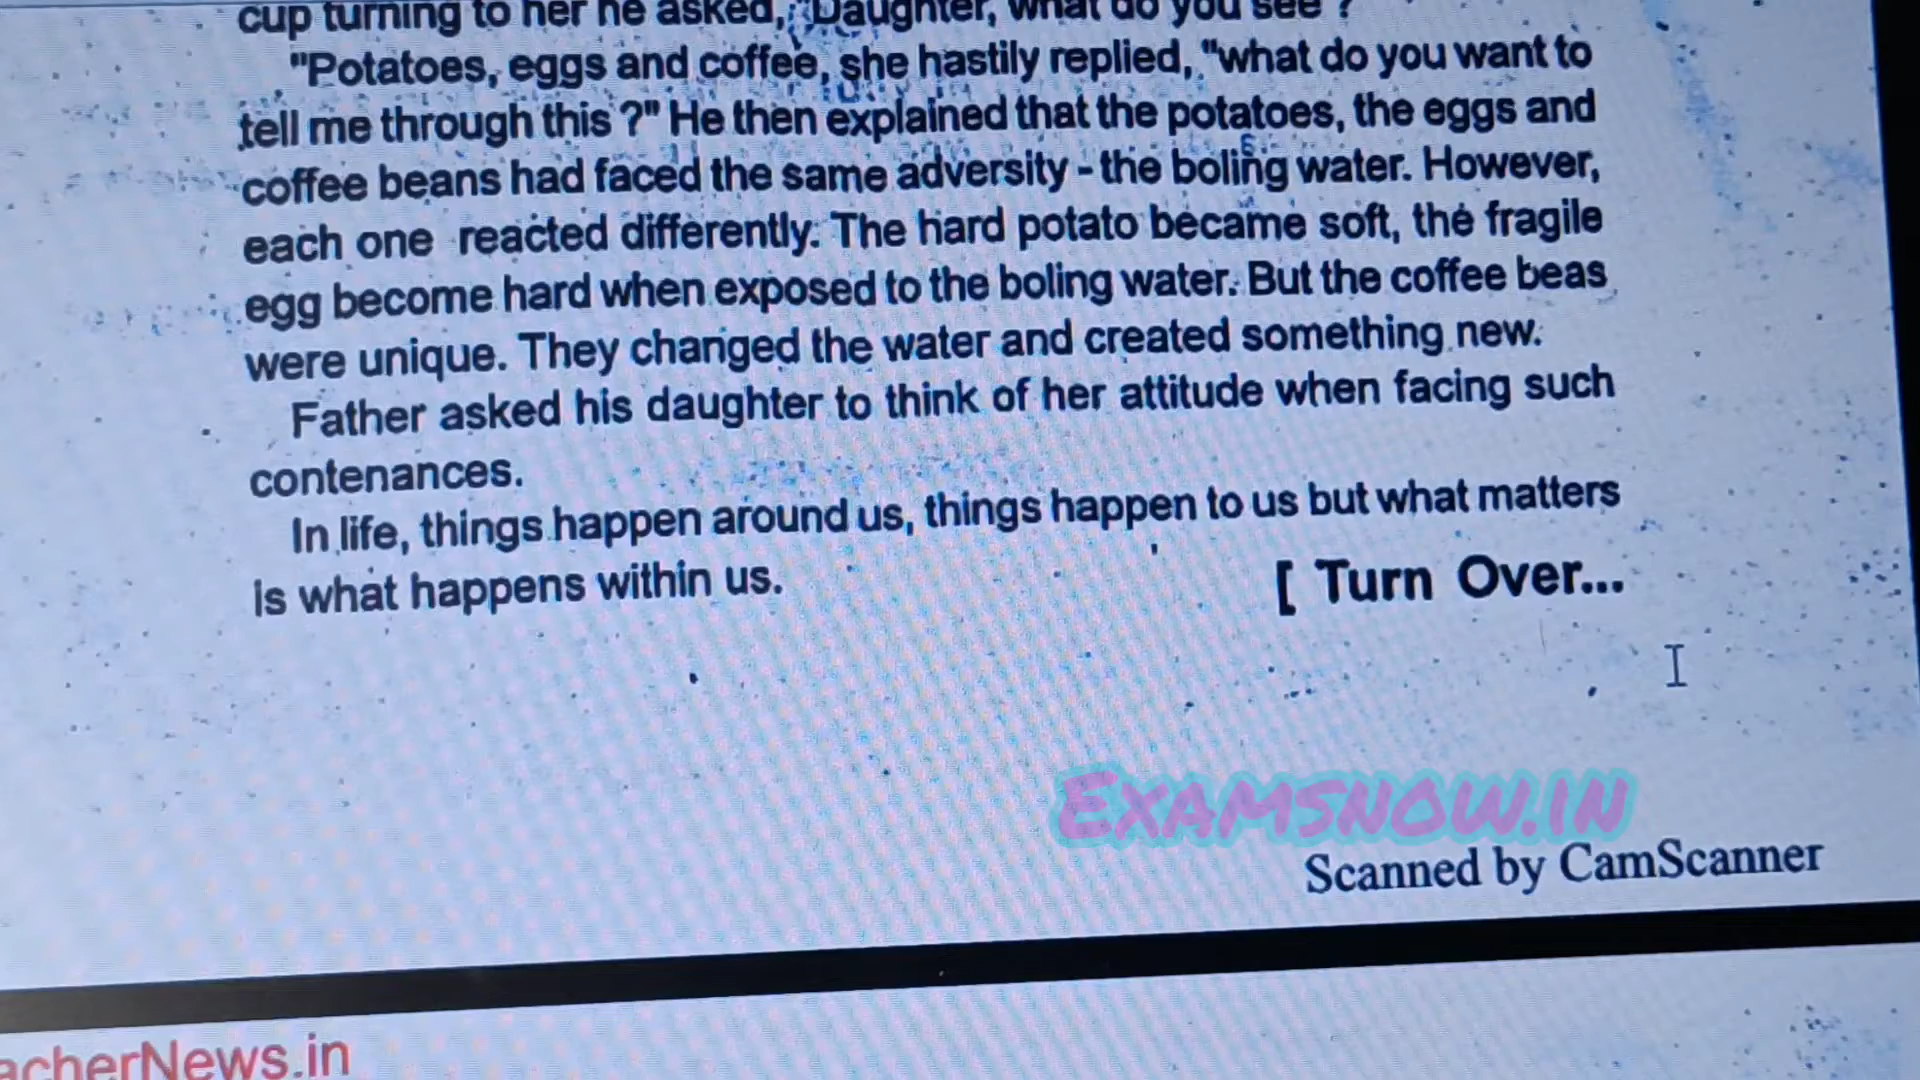 cup turning to her he asked, "Daughter, what do you see ?
"Potatoes, eggs and coffee, she hastily replied, "what do you want to
tell me through this ?" He then explained that the potatoes, the eggs and
coffee beans had faced the same adversity - the boling water. However,
each one reacted differently. The hard potato became soft, the fragile
egg become hard when exposed to the boling water. But the coffee beas
were unique. They changed the water and created something new.
Father asked his daughter to think of her attitude when facing such
contenances.
In life, things happen around us, things happen to us but what matters
is what happens within us.
[ Turn Over...
Examsnow.in
Scanned by CamScanner
acherNews.in